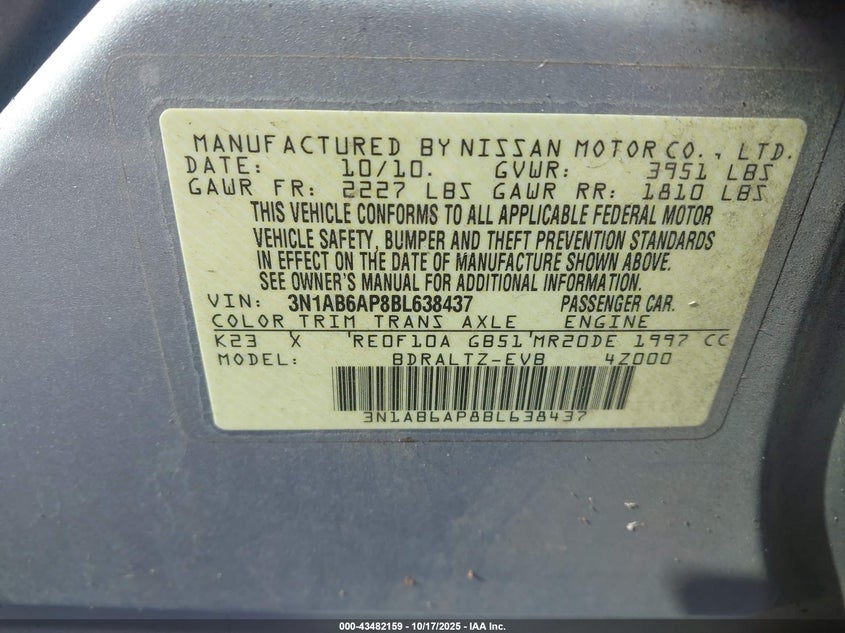 MANUFACTURED BY NISSAN MOTOR CO., LTD.
DATE: 10/10. GVWR: 3951 LBS
GAWR FR: 2227 LBS GAWR RR: 1810 LBS
THIS VEHICLE CONFORMS TO ALL APPLICABLE FEDERAL MOTOR
VEHICLE SAFETY, BUMPER AND THEFT PREVENTION STANDARDS
IN EFFECT ON THE DATE OF MANUFACTURE SHOWN ABOVE.
SEE OWNER'S MANUAL FOR ADDITIONAL INFORMATION.
VIN: 3N1AB6AP8BL638437 PASSENGER CAR.
COLOR TRIM TRANS AXLE ENGINE
K23 X RE0F10A GB51 MR20DE 1997 CC
MODEL: BDRALTZ-EVB 4Z000
3N1AB6AP8BL638437
000-43482159 - 10/17/2025 - IAA Inc.